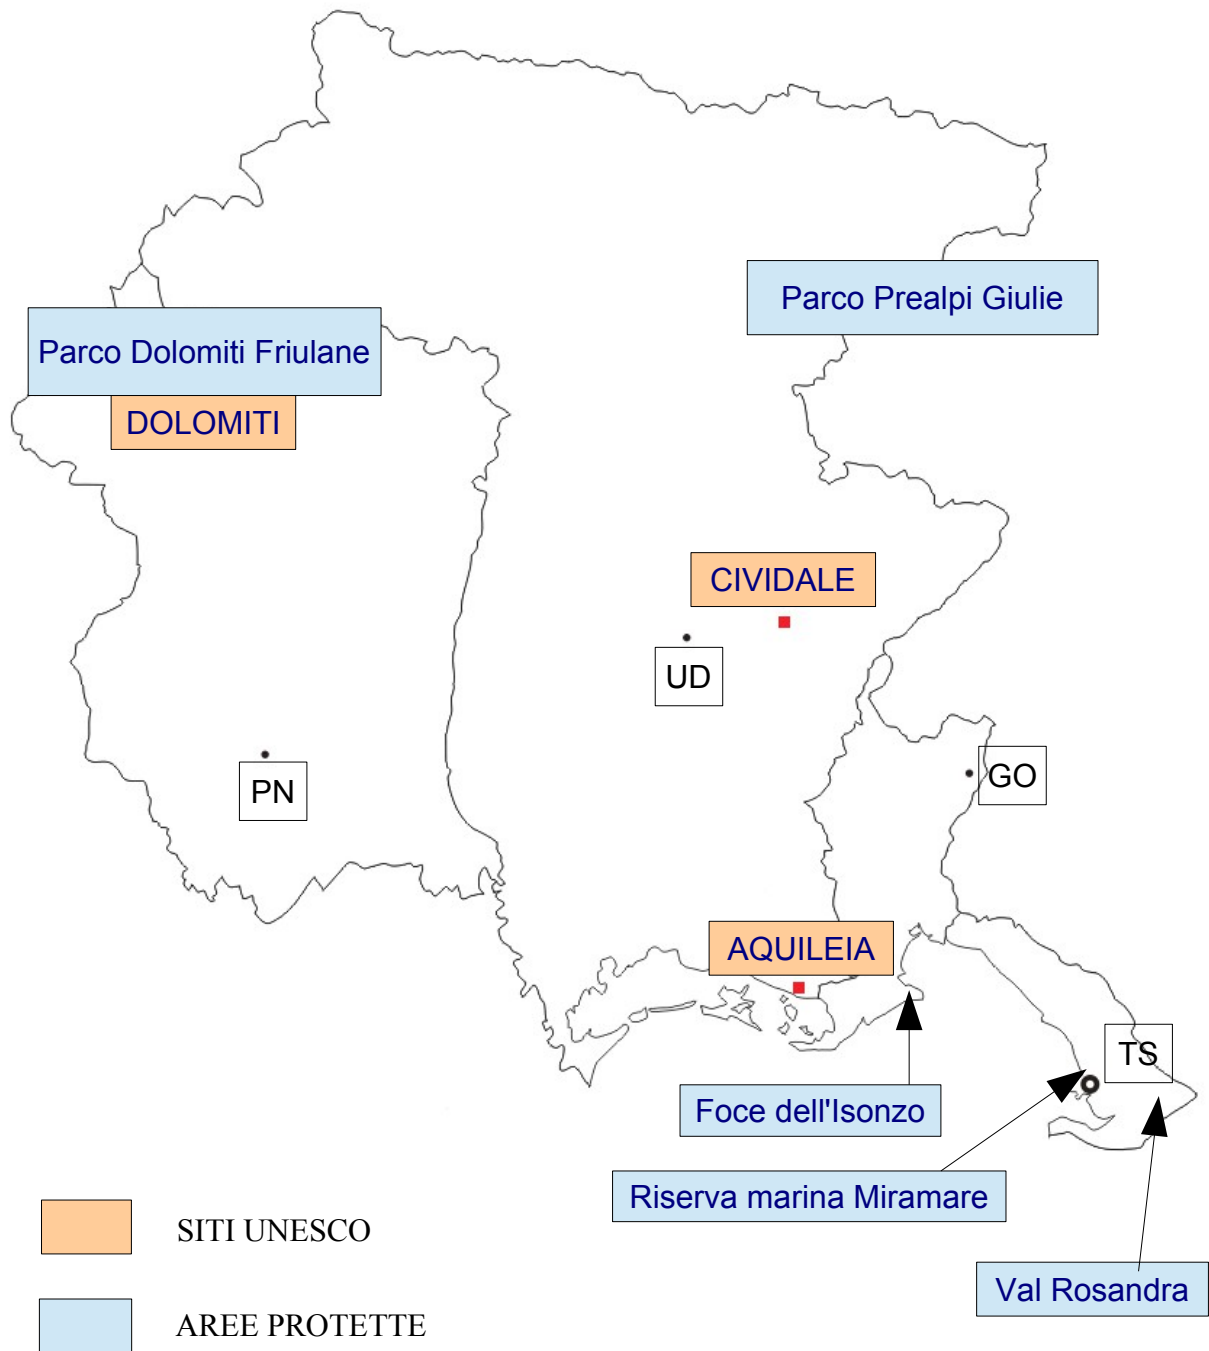 Parco Prealpi Giulie
Parco Dolomiti Friulane
DOLOMITI
CIVIDALE
UD
PN
GO
AQUILEIA
TS
Foce dell'Isonzo
Riserva marina Miramare
Val Rosandra
SITI UNESCO
AREE PROTETTE